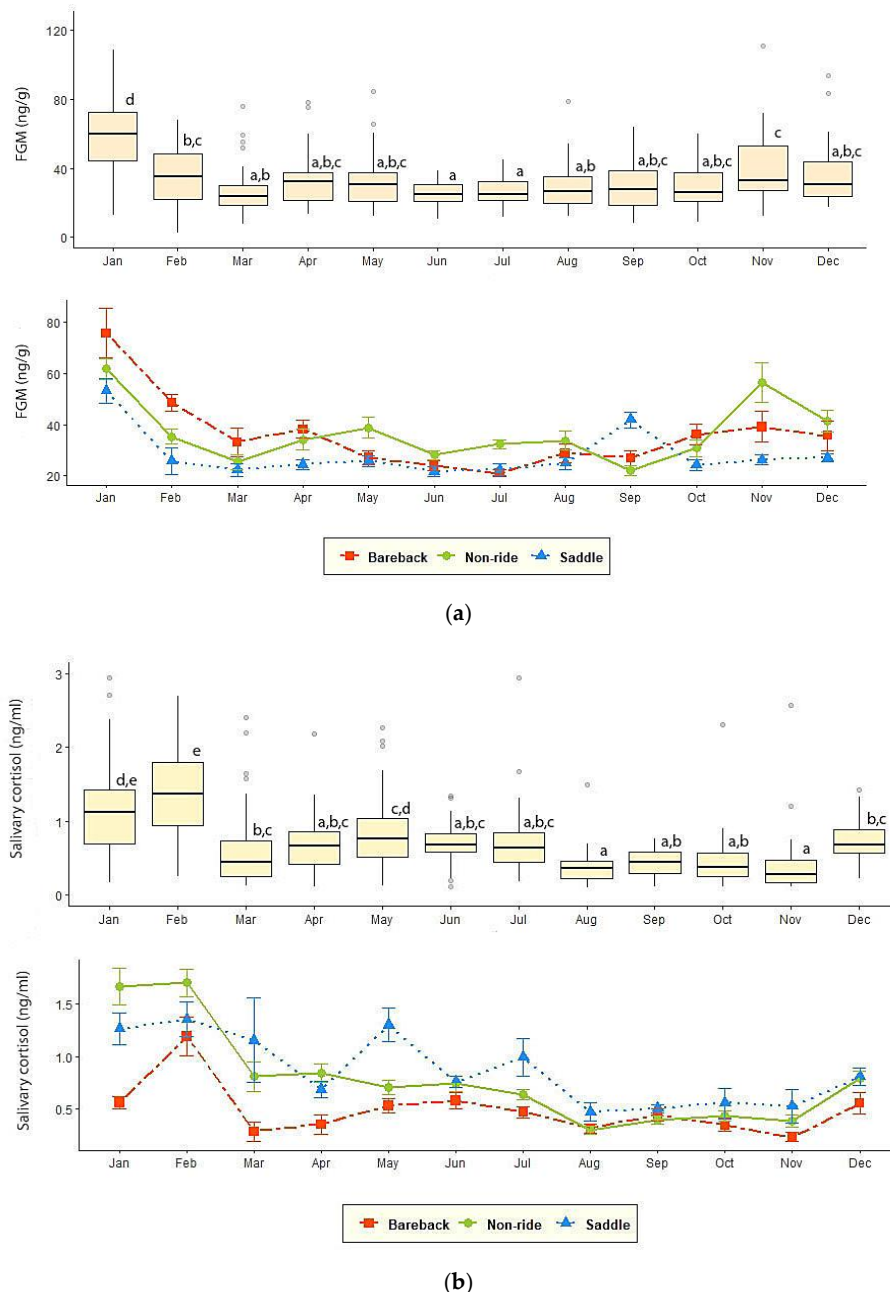 120
80
40
0
FGM (ng/g)
d
b,c
a,b
a,b,c
a,b,c
a
a
a,b
a,b,c
a,b,c
c
a,b,c
Jan Feb Mar Apr May Jun Jul Aug Sep Oct Nov Dec
80
60
40
20
FGM (ng/g)
Jan Feb Mar Apr May Jun Jul Aug Sep Oct Nov Dec
Bareback Non-ride Saddle
(a)
3
2
1
0
Salivary cortisol (ng/ml)
d,e
e
b,c
a,b,c
c,d
a,b,c
a,b,c
a
a,b
a,b
a
b,c
Jan Feb Mar Apr May Jun Jul Aug Sep Oct Nov Dec
1.5
1.0
0.5
Salivary cortisol (ng/ml)
Jan Feb Mar Apr May Jun Jul Aug Sep Oct Nov Dec
Bareback Non-ride Saddle
(b)